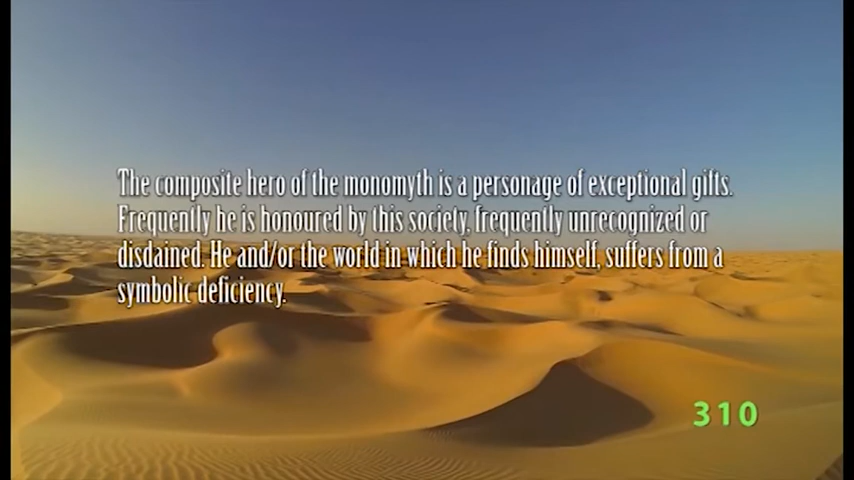 The composite hero of the monomyth is a personage of exceptional gifts.
Frequently he is honoured by this society, frequently unrecognized or
disdained. He and/or the world in which he finds himself, suffers from a
symbolic deficiency.
310